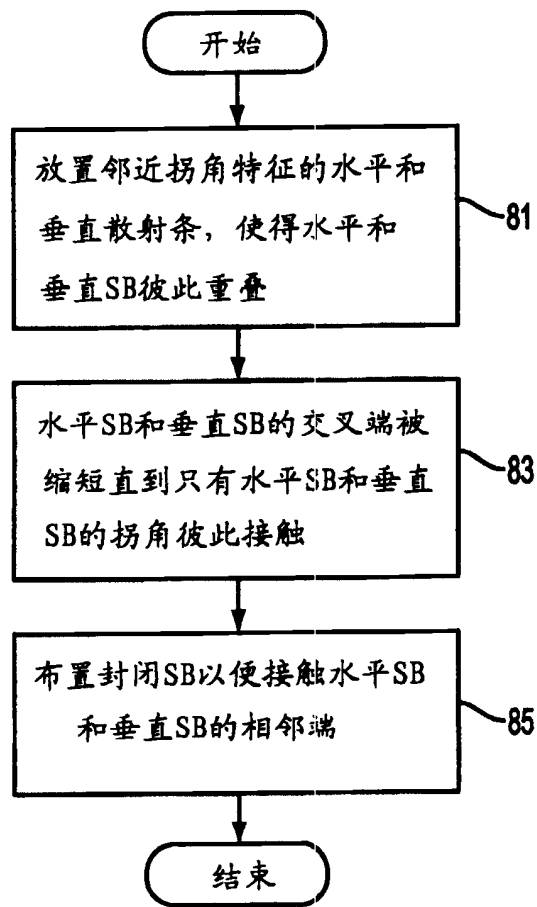 开始
放置邻近拐角特征的水平和
垂直散射条，使得水平和
垂直SB彼此重叠
81
水平SB和垂直SB的交叉端被
缩短直到只有水平SB和垂直
SB的拐角彼此接触
83
布置封闭SB以便接触水平SB
和垂直SB的相邻端
85
结束